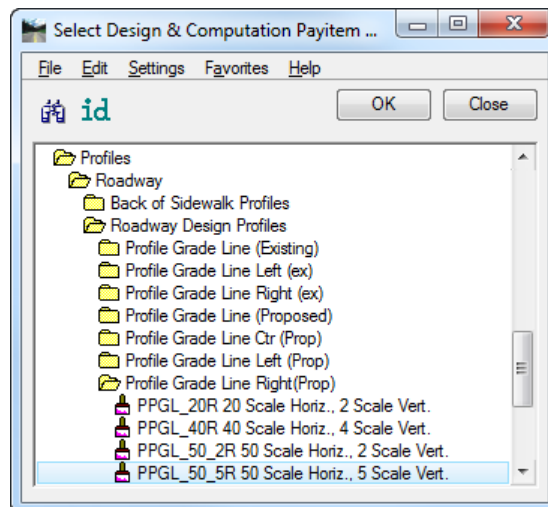 Select Design & Computation Payitem ...
File Edit Settings Favorites Help
id OK Close
Profiles
Roadway
Back of Sidewalk Profiles
Roadway Design Profiles
Profile Grade Line (Existing)
Profile Grade Line Left (ex)
Profile Grade Line Right (ex)
Profile Grade Line (Proposed)
Profile Grade Line Ctr (Prop)
Profile Grade Line Left (Prop)
Profile Grade Line Right(Prop)
PPGL_20R 20 Scale Horiz., 2 Scale Vert.
PPGL_40R 40 Scale Horiz., 4 Scale Vert.
PPGL_50_2R 50 Scale Horiz., 2 Scale Vert.
PPGL_50_5R 50 Scale Horiz., 5 Scale Vert.